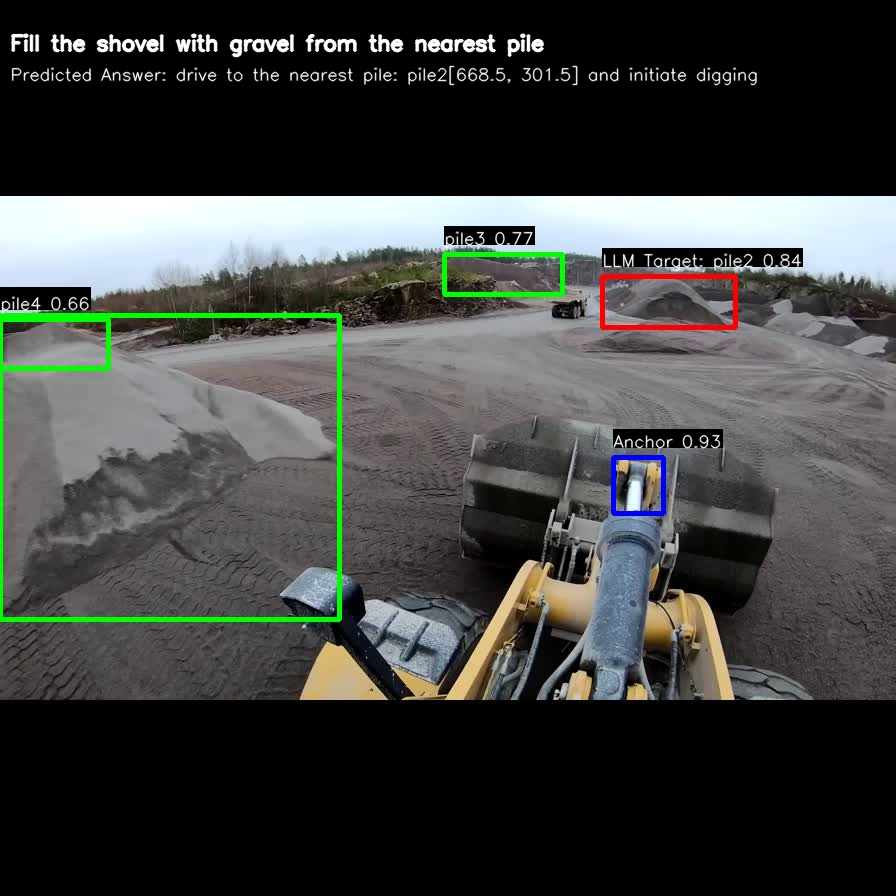 Fill the shovel with gravel from the nearest pile
Predicted Answer: drive to the nearest pile: pile2[668.5, 301.5] and initiate digging
pile3 0.77
LLM Target: pile2 0.84
pile4 0.66
Anchor 0.93